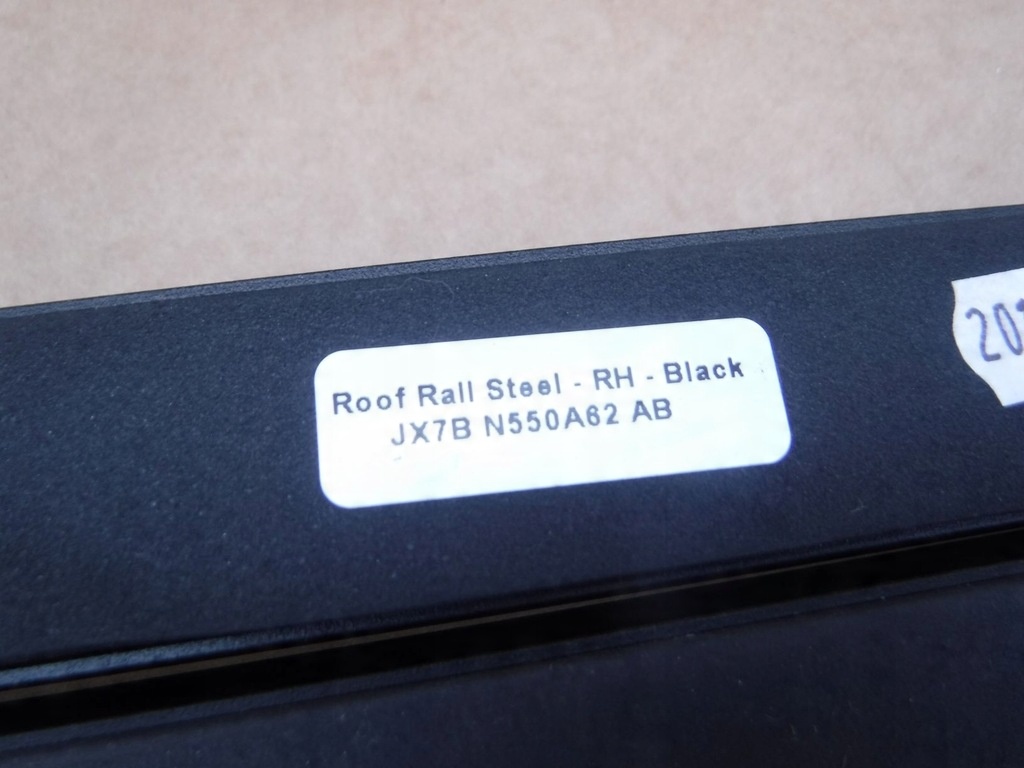 Roof Rail Steel - RH - Black
JX7B N550A62 AB